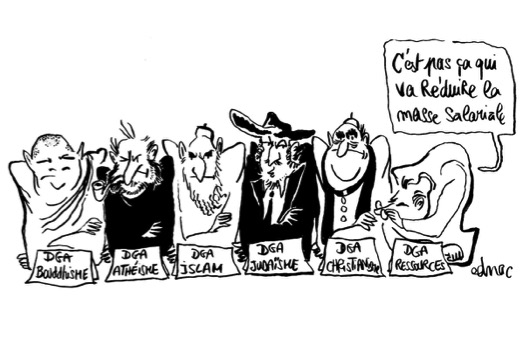 C'est pas ça qui
va Réduire la
masse salariale
DGA
Bouddhisme
DGA
ATHÉISME
DGA
iSLAM
DGA
JUDAïSME
DGA
CHRiSTiANisme
DGA
RESSOURCES